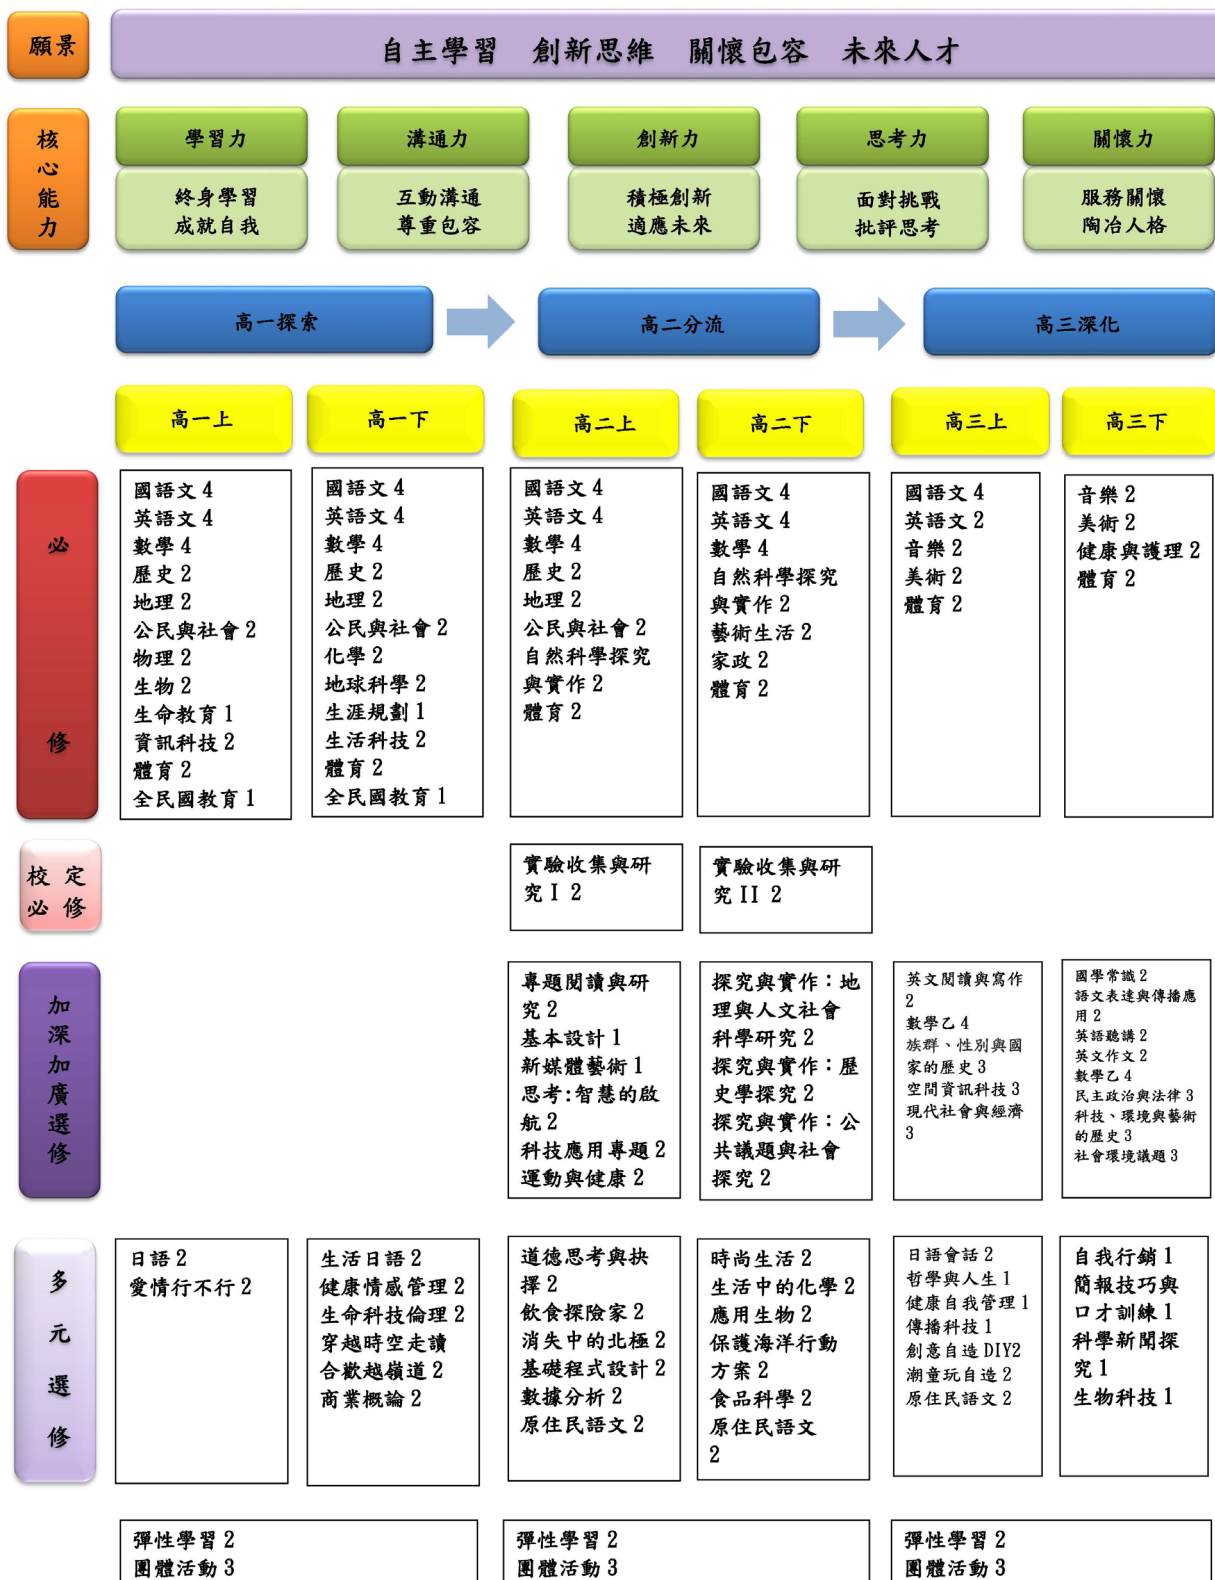 願景
自主學習 創新思維 關懷包容 未來人才
核
心
能
力
學習力
溝通力
創新力
思考力
關懷力
終身學習
成就自我
互動溝通
尊重包容
積極創新
適應未來
面對挑戰
批評思考
服務關懷
陶冶人格
高一探索
高二分流
高三深化
高一上
高一下
高二上
高二下
高三上
高三下
必
修
國語文 4
英語文 4
數學 4
歷史 2
地理 2
公民與社會 2
物理 2
生物 2
生命教育 1
資訊科技 2
體育 2
全民國教育 1
國語文 4
英語文 4
數學 4
歷史 2
地理 2
公民與社會 2
化學 2
地球科學 2
生涯規劃 1
生活科技 2
體育 2
全民國教育 1
國語文 4
英語文 4
數學 4
歷史 2
地理 2
公民與社會 2
自然科學探究
與實作 2
體育 2
國語文 4
英語文 4
數學 4
自然科學探究
與實作 2
藝術生活 2
家政 2
體育 2
國語文 4
英語文 2
音樂 2
美術 2
體育 2
音樂 2
美術 2
健康與護理 2
體育 2
校定
必修
實驗收集與研
究 I 2
實驗收集與研
究 II 2
加
深
加
廣
選
修
專題閱讀與研
究 2
基本設計 1
新媒體藝術 1
思考:智慧的啟
航 2
科技應用專題 2
運動與健康 2
探究與實作：地
理與人文社會
科學研究 2
探究與實作：歷
史學探究 2
探究與實作：公
共議題與社會
探究 2
英文閱讀與寫作
2
數學乙 4
族群、性別與國
家的歷史 3
空間資訊科技 3
現代社會與經濟
3
國學常識 2
語文表達與傳播應
用 2
英語聽講 2
英文作文 2
數學乙 4
民主政治與法律 3
科技、環境與藝術
的歷史 3
社會環境議題 3
多
元
選
修
日語 2
愛情行不行 2
生活日語 2
健康情感管理 2
生命科技倫理 2
穿越時空走讀
合歡越嶺道 2
商業概論 2
道德思考與抉
擇 2
飲食探險家 2
消失中的北極 2
基礎程式設計 2
數據分析 2
原住民語文 2
時尚生活 2
生活中的化學 2
應用生物 2
保護海洋行動
方案 2
食品科學 2
原住民語文
2
日語會話 2
哲學與人生 1
健康自我管理 1
傳播科技 1
創意自造 DIY2
潮童玩自造 2
原住民語文 2
自我行銷 1
簡報技巧與
口才訓練 1
科學新聞探
究 1
生物科技 1
彈性學習 2
團體活動 3
彈性學習 2
團體活動 3
彈性學習 2
團體活動 3